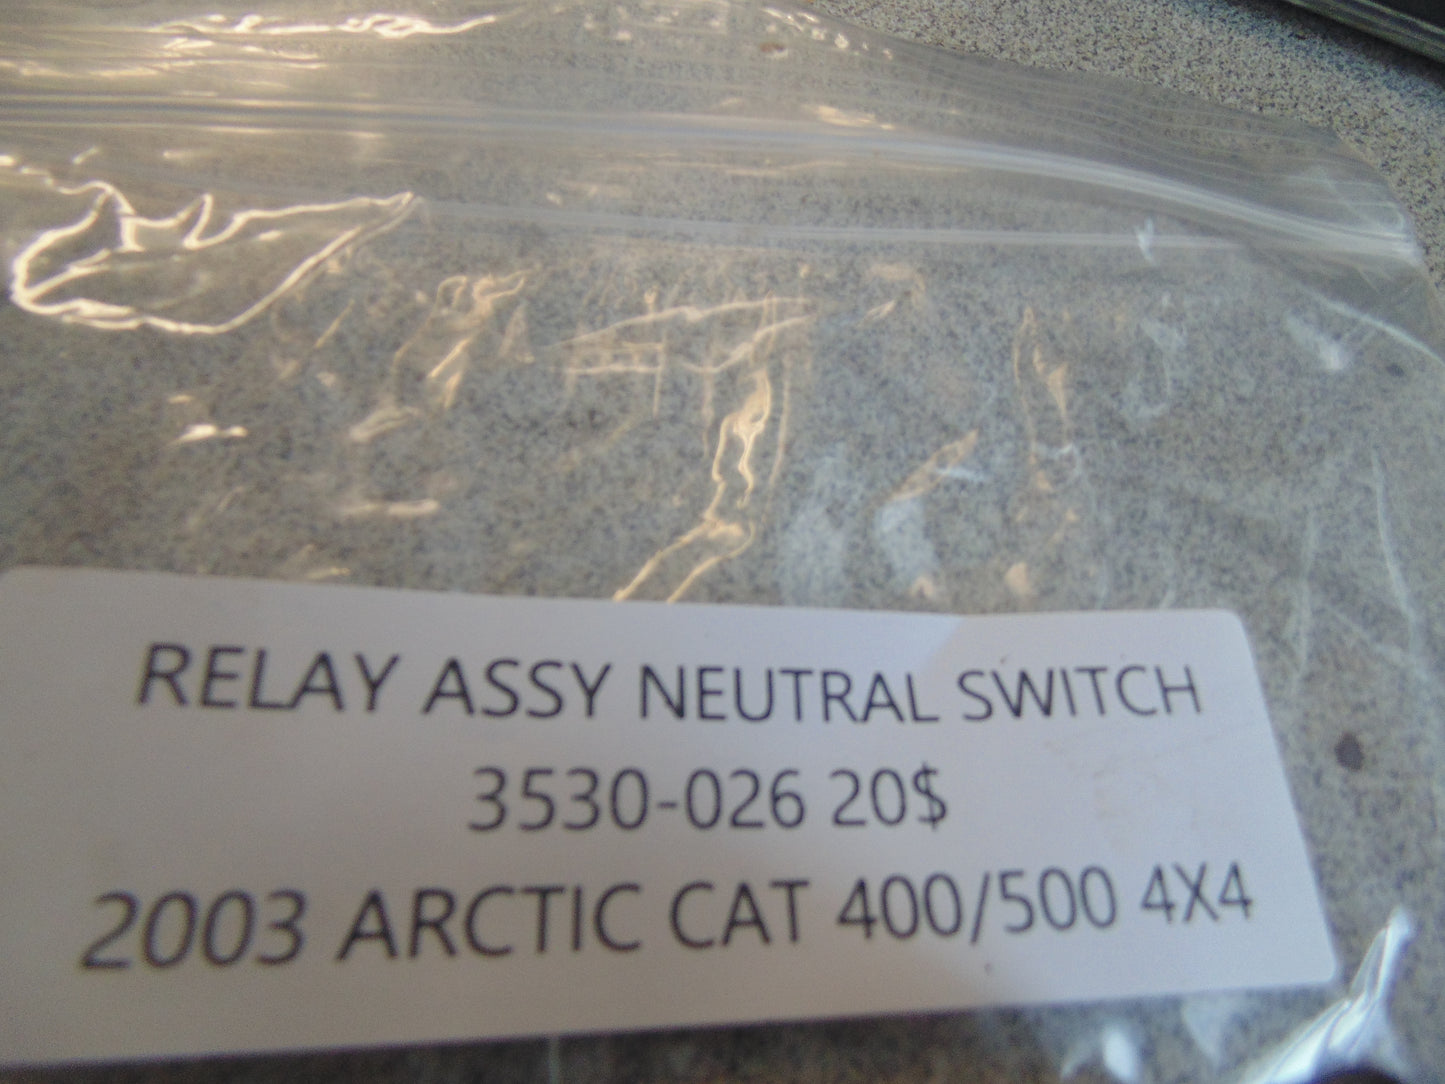 RELAY ASSY NEUTRAL SWITCH
3530-026 20$
2003 ARCTIC CAT 400/500 4X4